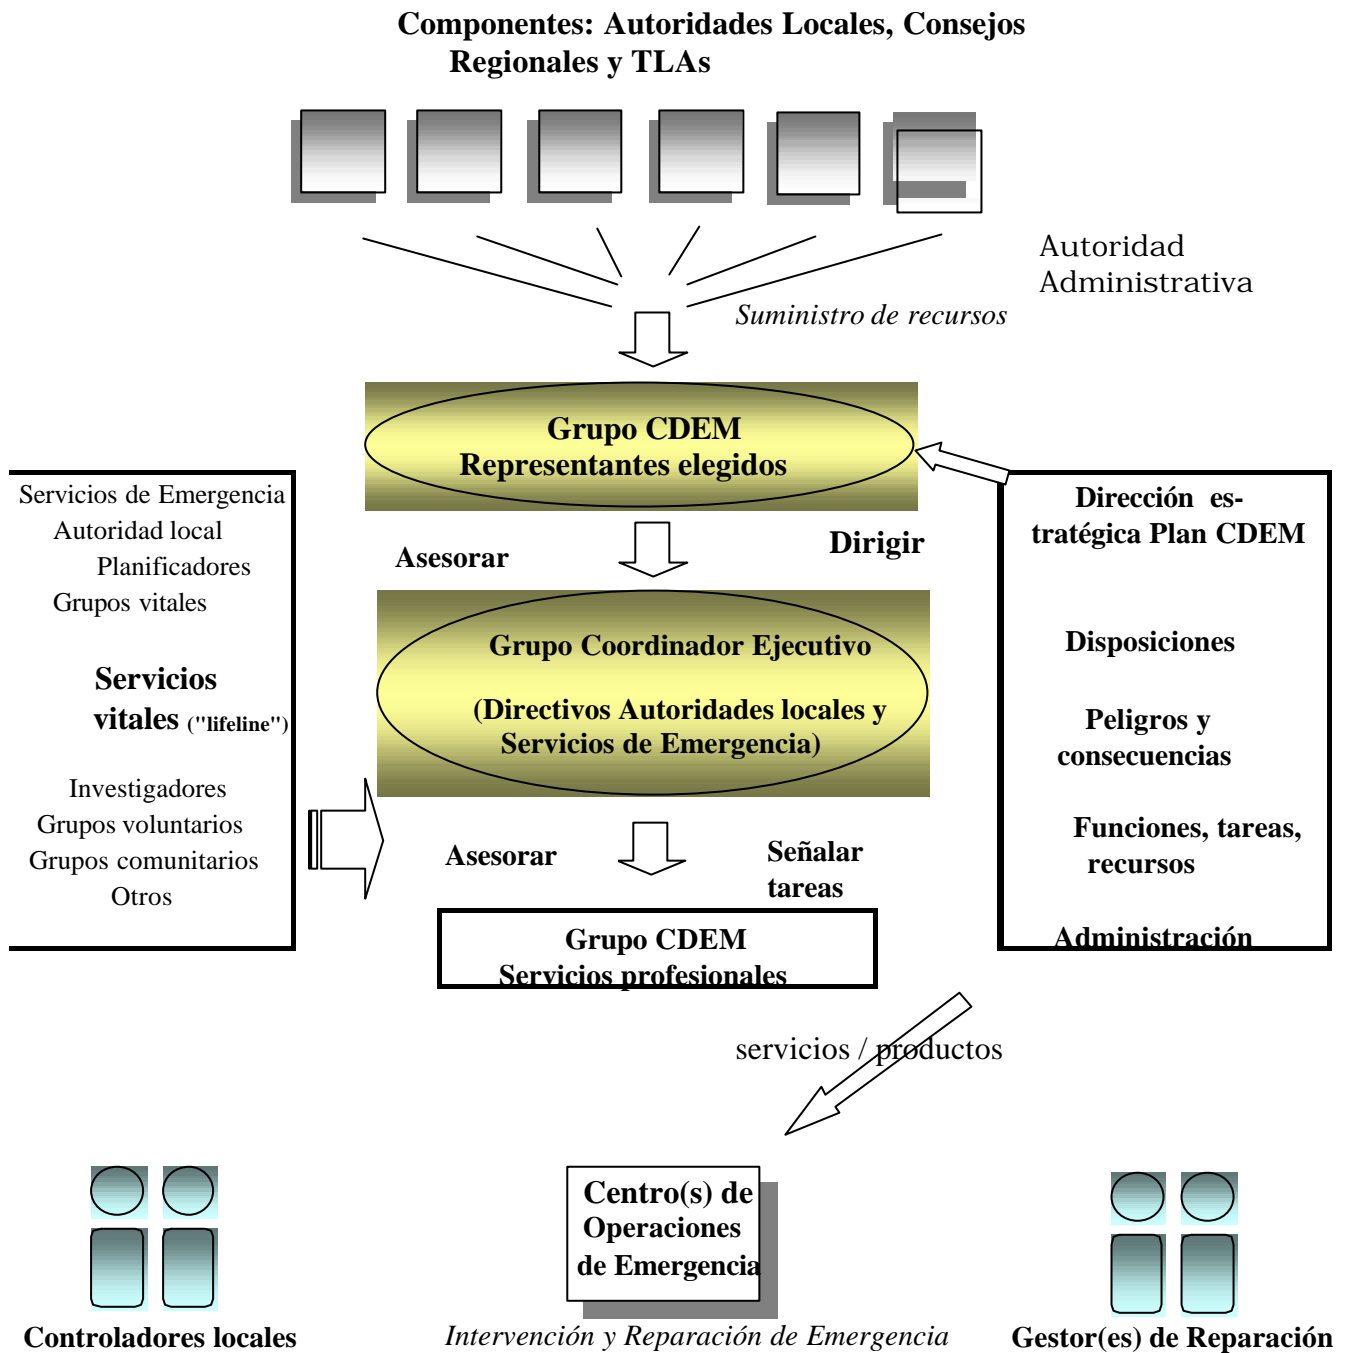 Componentes: Autoridades Locales, Consejos
Regionales y TLAs
Autoridad
Administrativa
Suministro de recursos
Grupo CDEM
Representantes elegidos
Servicios de Emergencia
Autoridad local
Planificadores
Grupos vitales
Servicios
vitales ("lifeline")
Investigadores
Grupos voluntarios
Grupos comunitarios
Otros
Asesorar
Dirigir
Grupo Coordinador Ejecutivo
(Directivos Autoridades locales y
Servicios de Emergencia)
Asesorar
Señalar
tareas
Grupo CDEM
Servicios profesionales
Dirección es-
tratégica Plan CDEM
Disposiciones
Peligros y
consecuencias
Funciones, tareas,
recursos
Administración
servicios / productos
Centro(s) de
Operaciones
de Emergencia
Controladores locales
Intervención y Reparación de Emergencia
Gestor(es) de Reparación